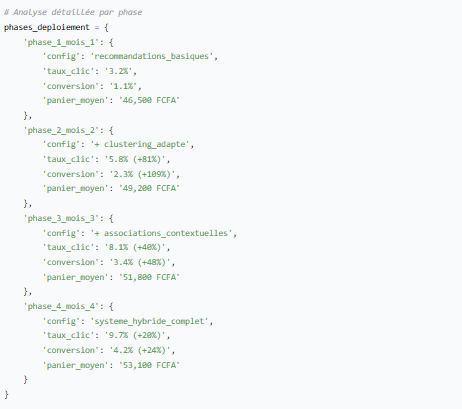 # Analyse détaillée par phase
phases_deploiement = {
    'phase_1_mois_1': {
        'config': 'recommandations_basiques',
        'taux_clic': '3.2%',
        'conversion': '1.1%',
        'panier_moyen': '46,500 FCFA'
    },
    'phase_2_mois_2': {
        'config': '+ clustering_adapte',
        'taux_clic': '5.8% (+81%)',
        'conversion': '2.3% (+109%)',
        'panier_moyen': '49,200 FCFA'
    },
    'phase_3_mois_3': {
        'config': '+ associations_contextuelles',
        'taux_clic': '8.1% (+40%)',
        'conversion': '3.4% (+48%)',
        'panier_moyen': '51,800 FCFA'
    },
    'phase_4_mois_4': {
        'config': 'systeme_hybride_complet',
        'taux_clic': '9.7% (+20%)',
        'conversion': '4.2% (+24%)',
        'panier_moyen': '53,100 FCFA'
    }
}